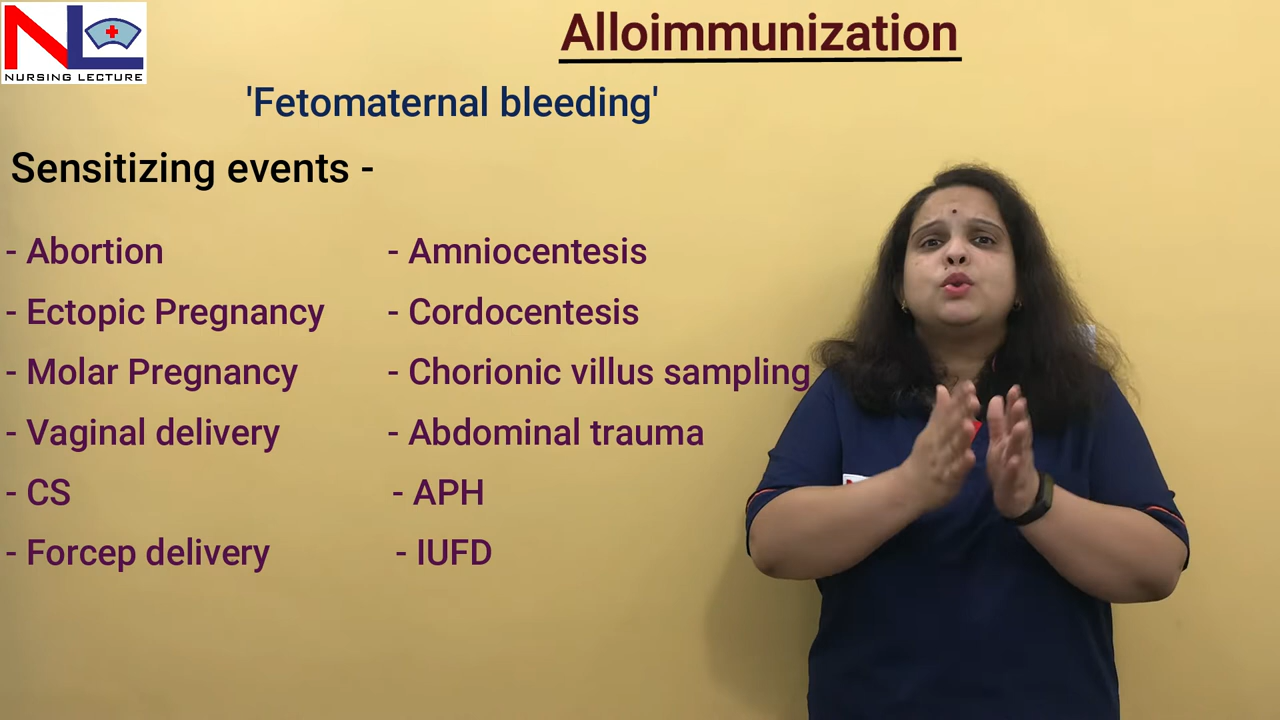 NL
NURSING LECTURE
Alloimmunization
'Fetomaternal bleeding'
Sensitizing events -
- Abortion
- Ectopic Pregnancy
- Molar Pregnancy
- Vaginal delivery
- CS
- Forcep delivery
- Amniocentesis
- Cordocentesis
- Chorionic villus sampling
- Abdominal trauma
- APH
- IUFD